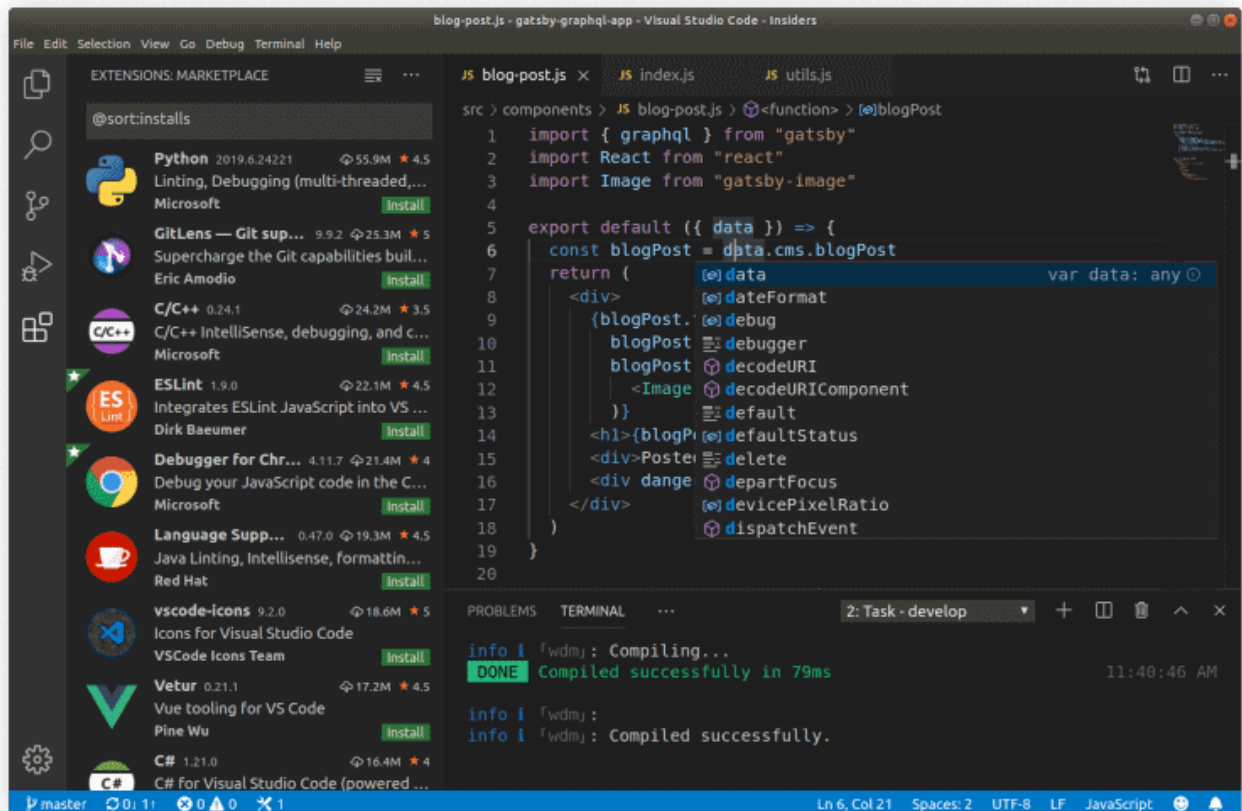 blog-post.js - gatsby-graphql-app - Visual Studio Code - Insiders
File Edit Selection View Go Debug Terminal Help
EXTENSIONS: MARKETPLACE
@sort:installs
Python 2019.6.24221 55.9M ★ 4.5
Linting, Debugging (multi-threaded,...
Microsoft Install
GitLens — Git sup... 9.9.2 25.3M ★ 5
Supercharge the Git capabilities buil...
Eric Amodio Install
C/C++
C/C++ 0.24.1 24.2M ★ 3.5
C/C++ IntelliSense, debugging, and c...
Microsoft Install
ES Lint
ESLint 1.9.0 22.1M ★ 4.5
Integrates ESLint JavaScript into VS ...
Dirk Baeumer Install
Debugger for Chr... 4.11.7 21.4M ★ 4
Debug your JavaScript code in the C...
Microsoft Install
Language Supp... 0.47.0 19.3M ★ 4.5
Java Linting, Intellisense, formattin...
Red Hat Install
vscode-icons 9.2.0 18.6M ★ 5
Icons for Visual Studio Code
VSCode Icons Team Install
Vetur 0.21.1 17.2M ★ 4.5
Vue tooling for VS Code
Pine Wu Install
C#
C# 1.21.0 16.4M ★ 4
C# for Visual Studio Code (powered ...
JS blog-post.js × JS index.js JS utils.js
src > components > JS blog-post.js > <function> > blogPost
1 import { graphql } from "gatsby"
2 import React from "react"
3 import Image from "gatsby-image"
4
5 export default ({ data }) => {
6 const blogPost = data.cms.blogPost
7 return (
8 <div>
9 {blogPost.
10 blogPost
11 blogPost
12 <Image
13 )}
14 <h1>{blogP
15 <div>Poste
16 <div dange
17 </div>
18 )
19 }
20
data var data: any
dateFormat
debug
debugger
decodeURI
decodeURIComponent
default
defaultStatus
delete
departFocus
devicePixelRatio
dispatchEvent
PROBLEMS TERMINAL ··· 2: Task - develop
info i ｢wdm｣: Compiling...
DONE Compiled successfully in 79ms 11:40:46 AM
info i ｢wdm｣:
info i ｢wdm｣: Compiled successfully.
master 0↓ 1↑ 0 0 1 Ln 6, Col 21 Spaces: 2 UTF-8 LF JavaScript